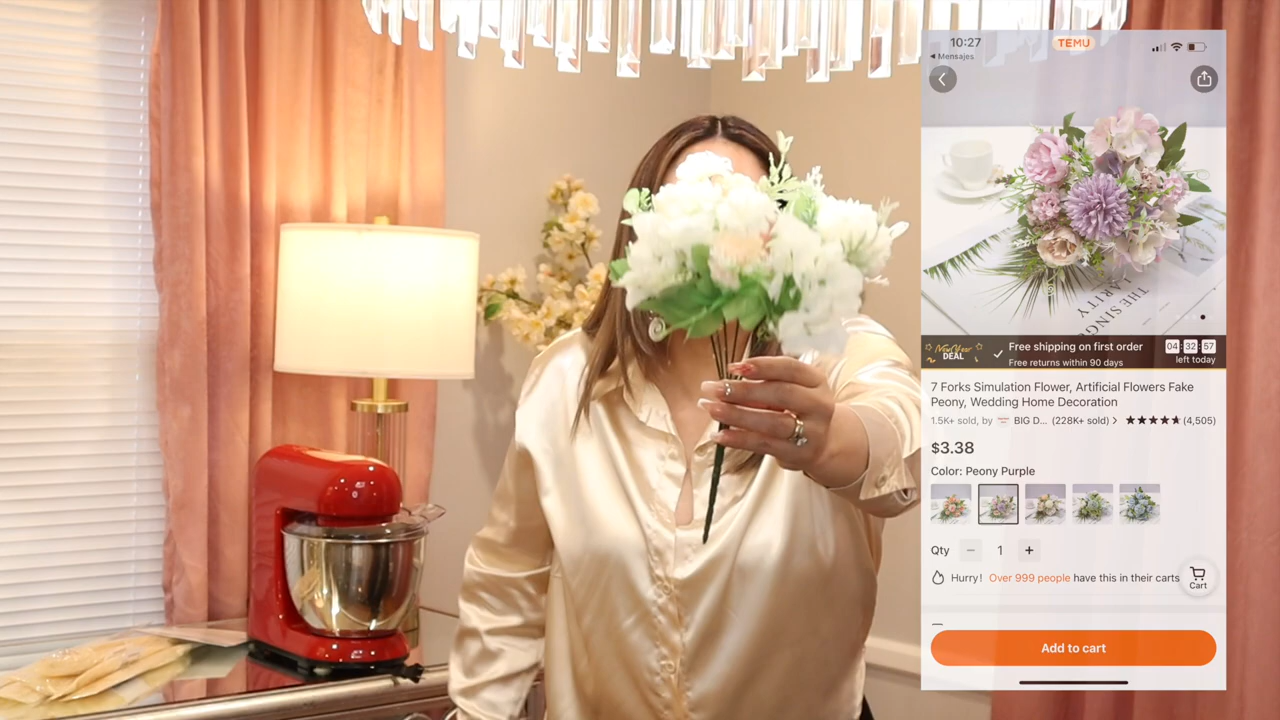 10:27
TEMU
Mensajes
THE SING
LARITY
New Year
DEAL
Free shipping on first order
Free returns within 90 days
04:32:57
left today
7 Forks Simulation Flower, Artificial Flowers Fake
Peony, Wedding Home Decoration
1.5K+ sold, by BIG D... (228K+ sold) (4,505)
$3.38
Color: Peony Purple
Qty - 1 +
Hurry! Over 999 people have this in their carts
Cart
Add to cart